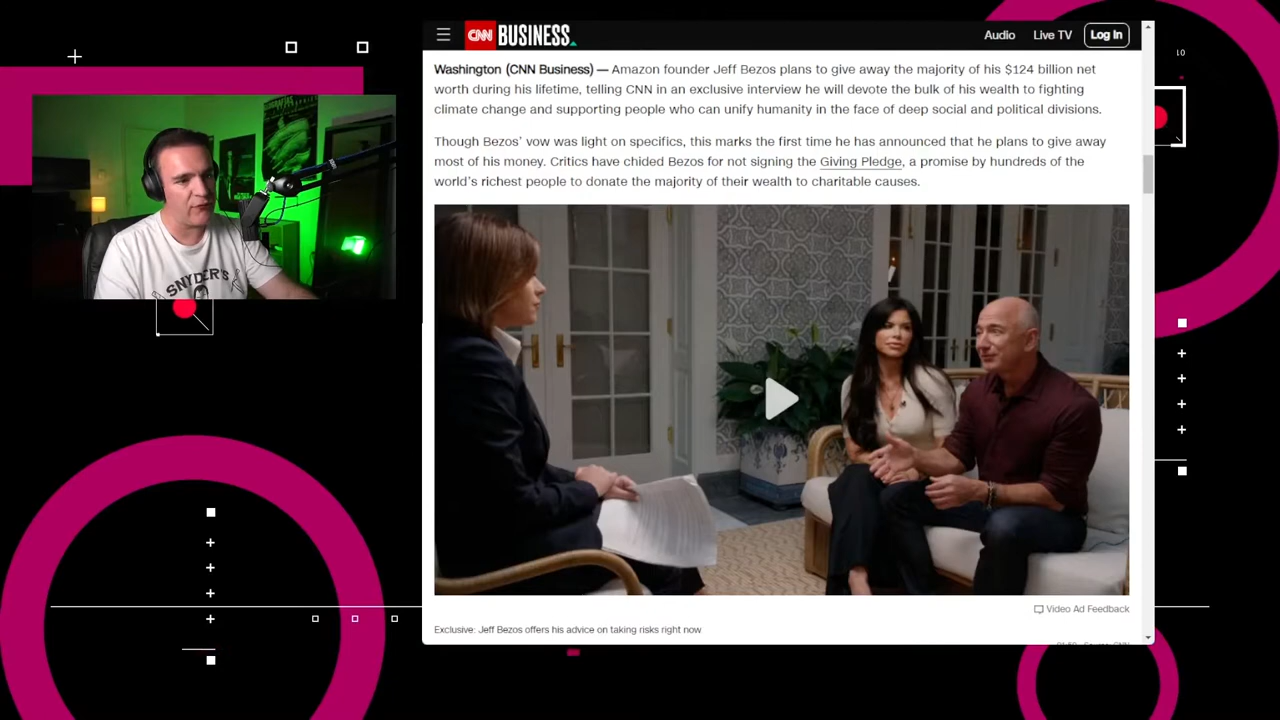 CNN BUSINESS
Audio
Live TV
Log In
Washington (CNN Business) — Amazon founder Jeff Bezos plans to give away the majority of his $124 billion net
worth during his lifetime, telling CNN in an exclusive interview he will devote the bulk of his wealth to fighting
climate change and supporting people who can unify humanity in the face of deep social and political divisions.
Though Bezos' vow was light on specifics, this marks the first time he has announced that he plans to give away
most of his money. Critics have chided Bezos for not signing the Giving Pledge, a promise by hundreds of the
world's richest people to donate the majority of their wealth to charitable causes.
Video Ad Feedback
Exclusive: Jeff Bezos offers his advice on taking risks right now
SNYDER'S
10